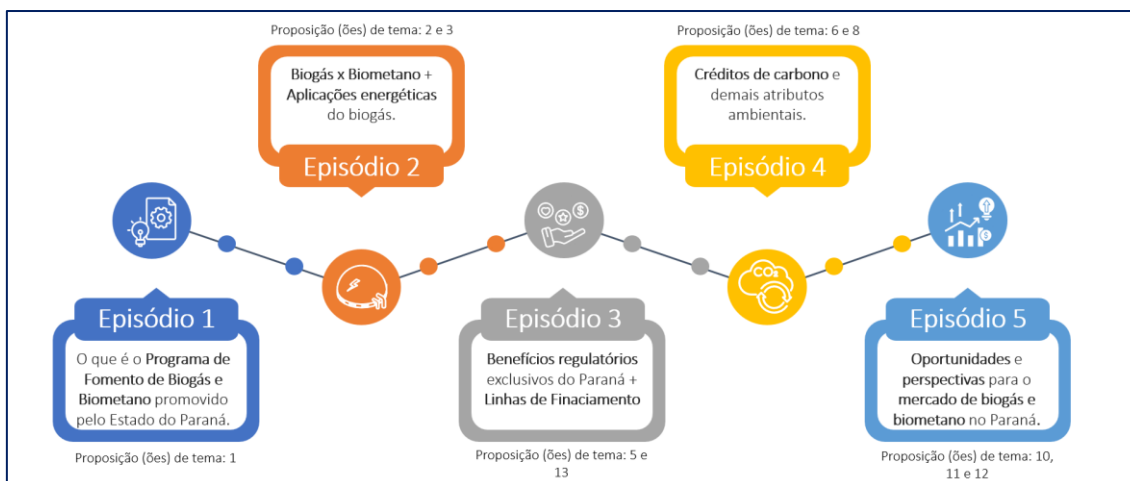 Proposição (ões) de tema: 2 e 3
Biogás x Biometano +
Aplicações energéticas
do biogás.
Episódio 2
Proposição (ões) de tema: 6 e 8
Créditos de carbono e
demais atributos
ambientais.
Episódio 4
CO₂
Episódio 1
O que é o Programa de
Fomento de Biogás e
Biometano promovido
pelo Estado do Paraná.
Proposição (ões) de tema: 1
Episódio 3
Benefícios regulatórios
exclusivos do Paraná +
Linhas de Finaciamento
Proposição (ões) de tema: 5 e
13
Episódio 5
Oportunidades e
perspectivas para o
mercado de biogás e
biometano no Paraná.
Proposição (ões) de tema: 10,
11 e 12